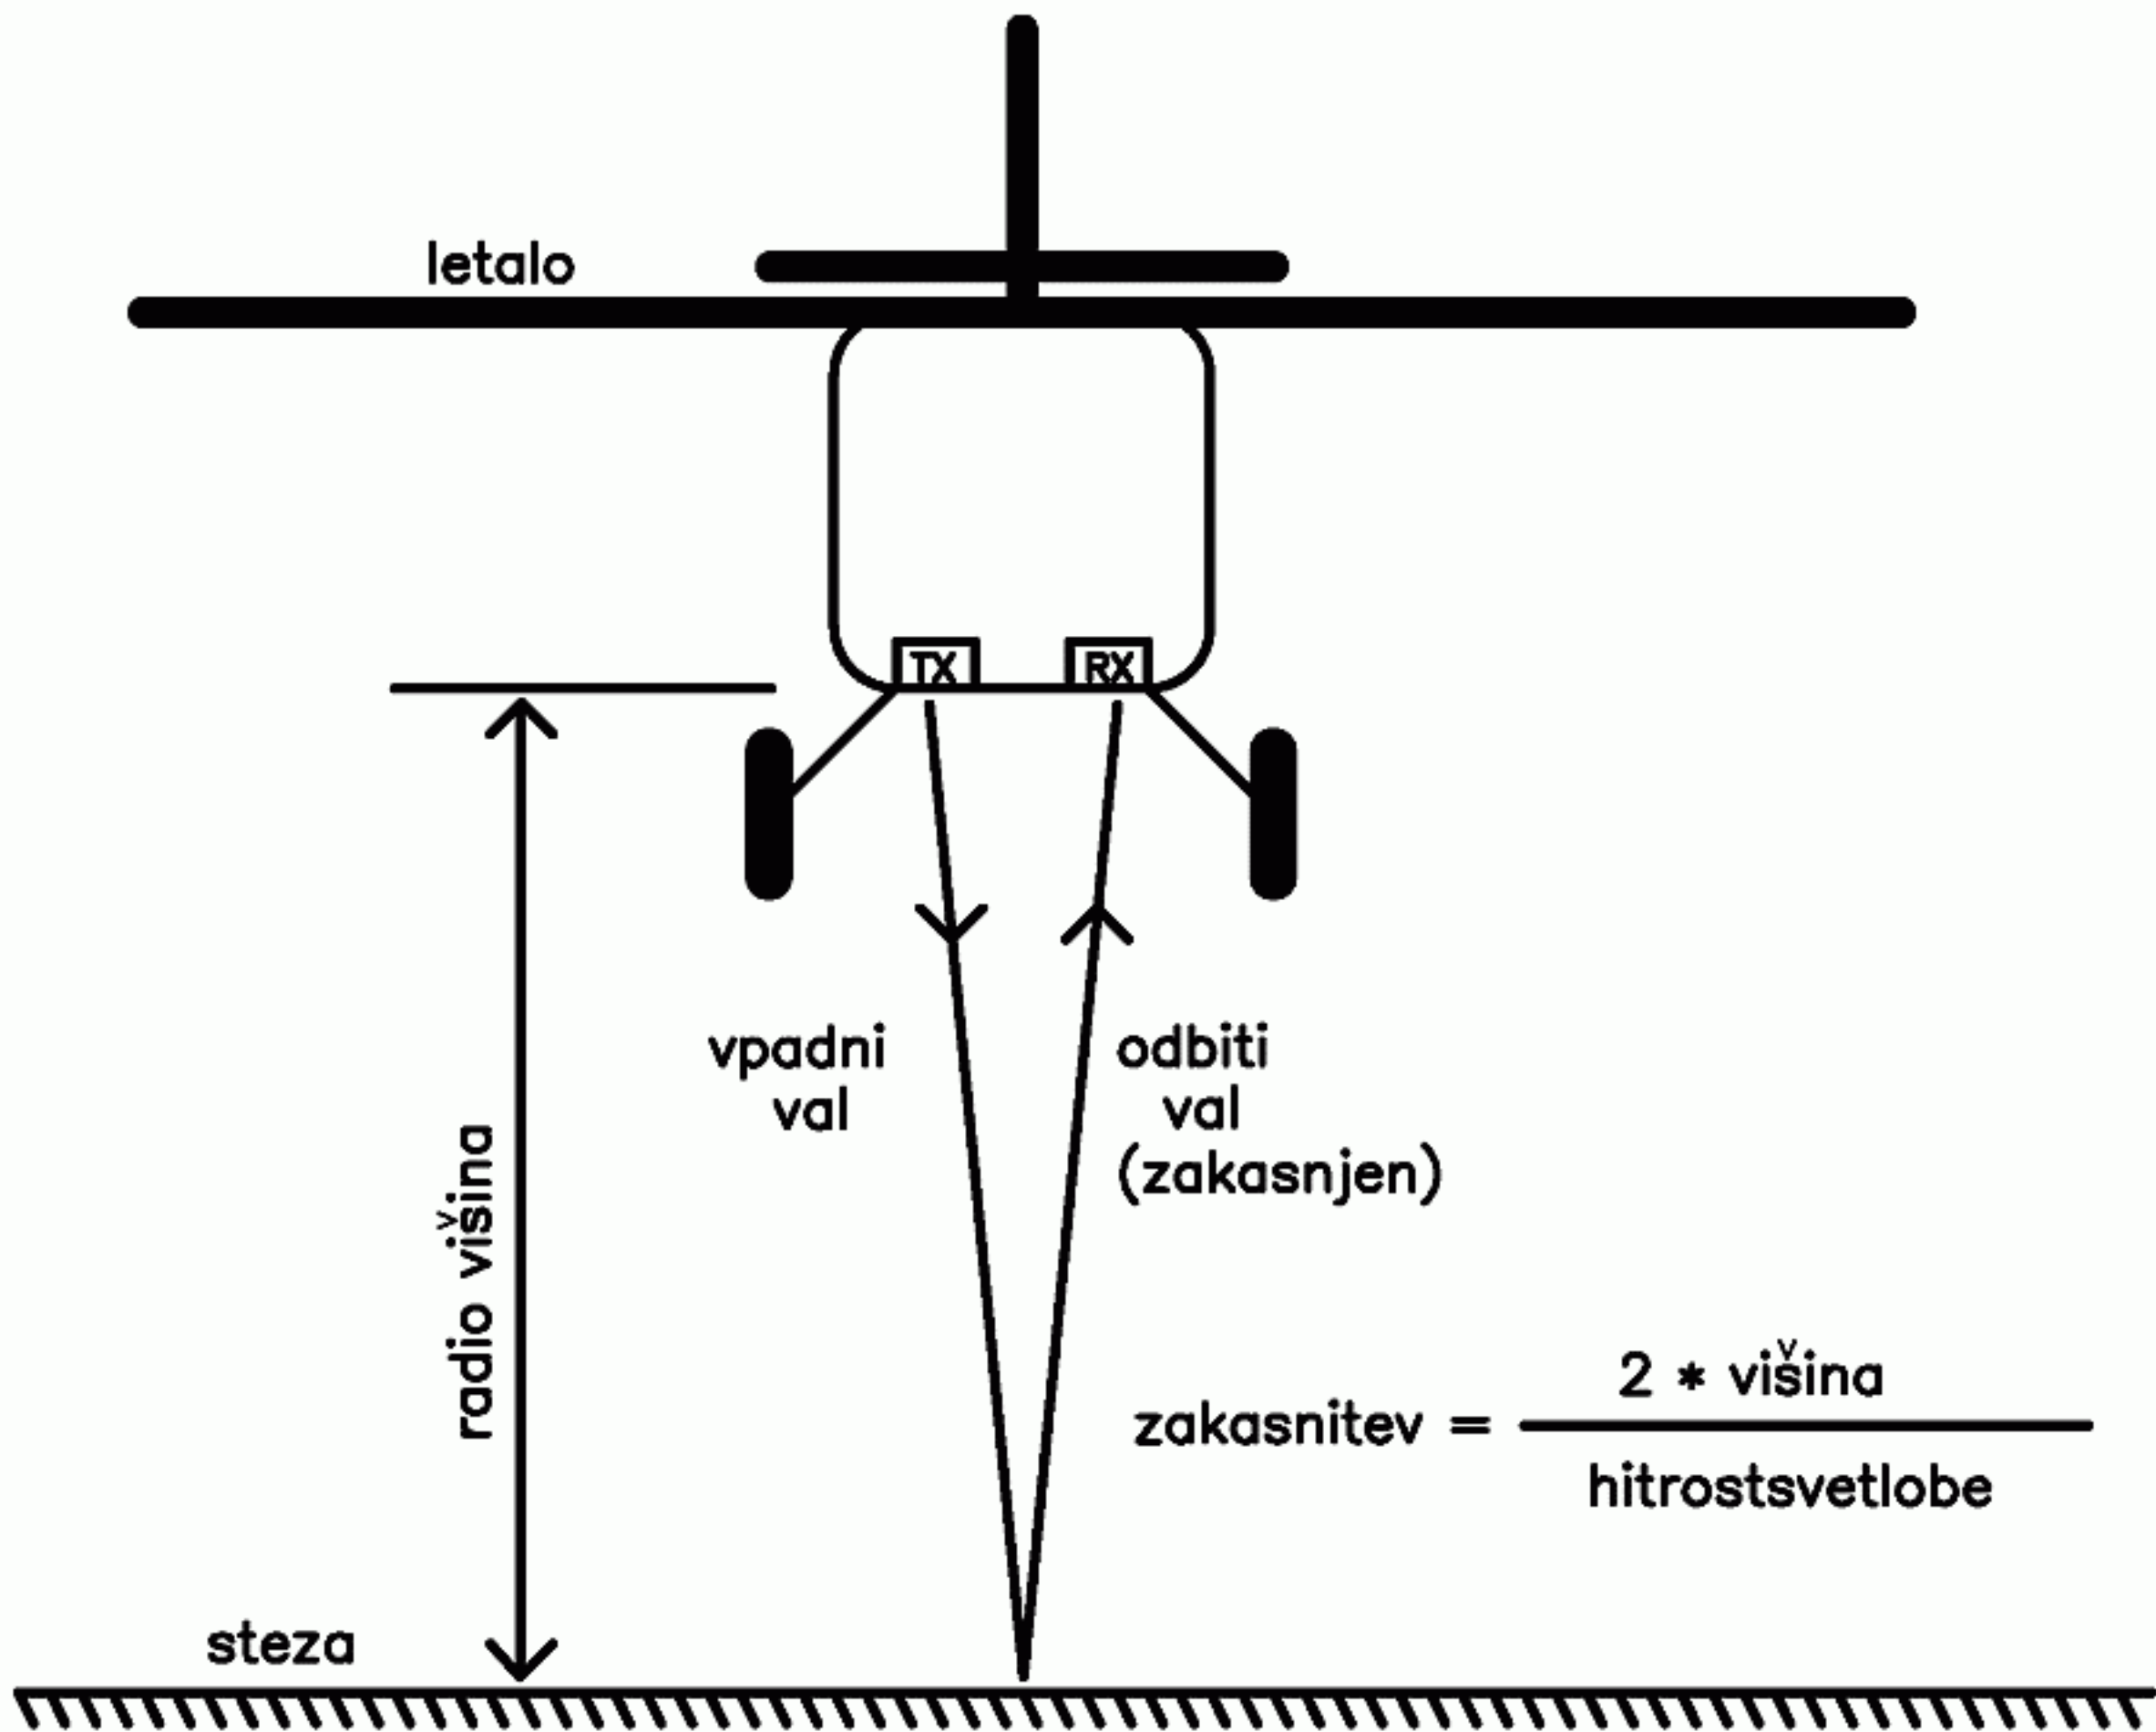 letalo
TX
RX
vpadni
val
odbiti
val
(zakasnjen)
radio višina
2 * višina
zakasnitev =
hitrostsvetlobe
steza